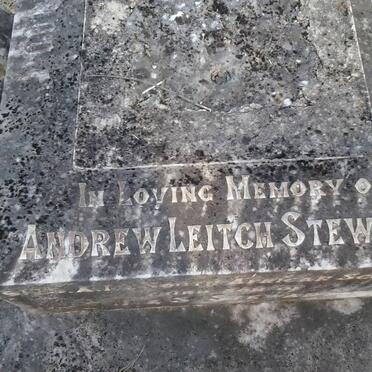 IN LOVING MEMORY O
ANDREW LEITCH STEW